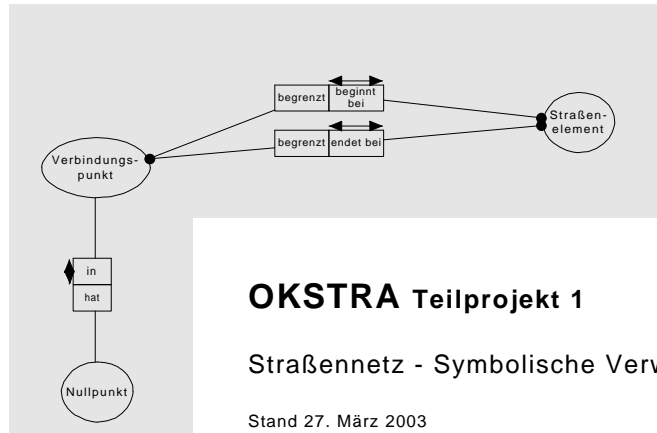 begrenzt
beginnt
bei
begrenzt
endet bei
Straßen-
element
Verbindungs-
punkt
in
hat
Nullpunkt
OKSTRA Teilprojekt 1
Straßennetz - Symbolische
Stand 27. März 2003